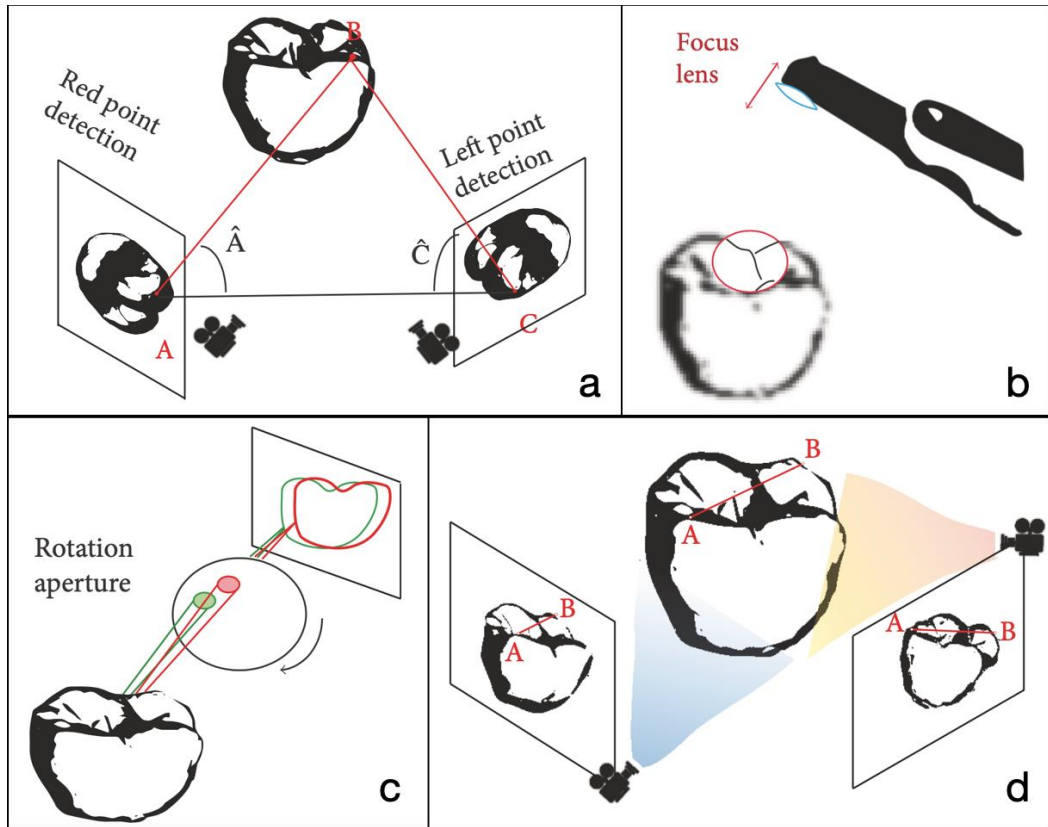 B
Red point
detection
Left point
detection
Â
Ĉ
A
C
a
Focus
lens
b
Rotation
aperture
c
B
A
B
A
A
B
d